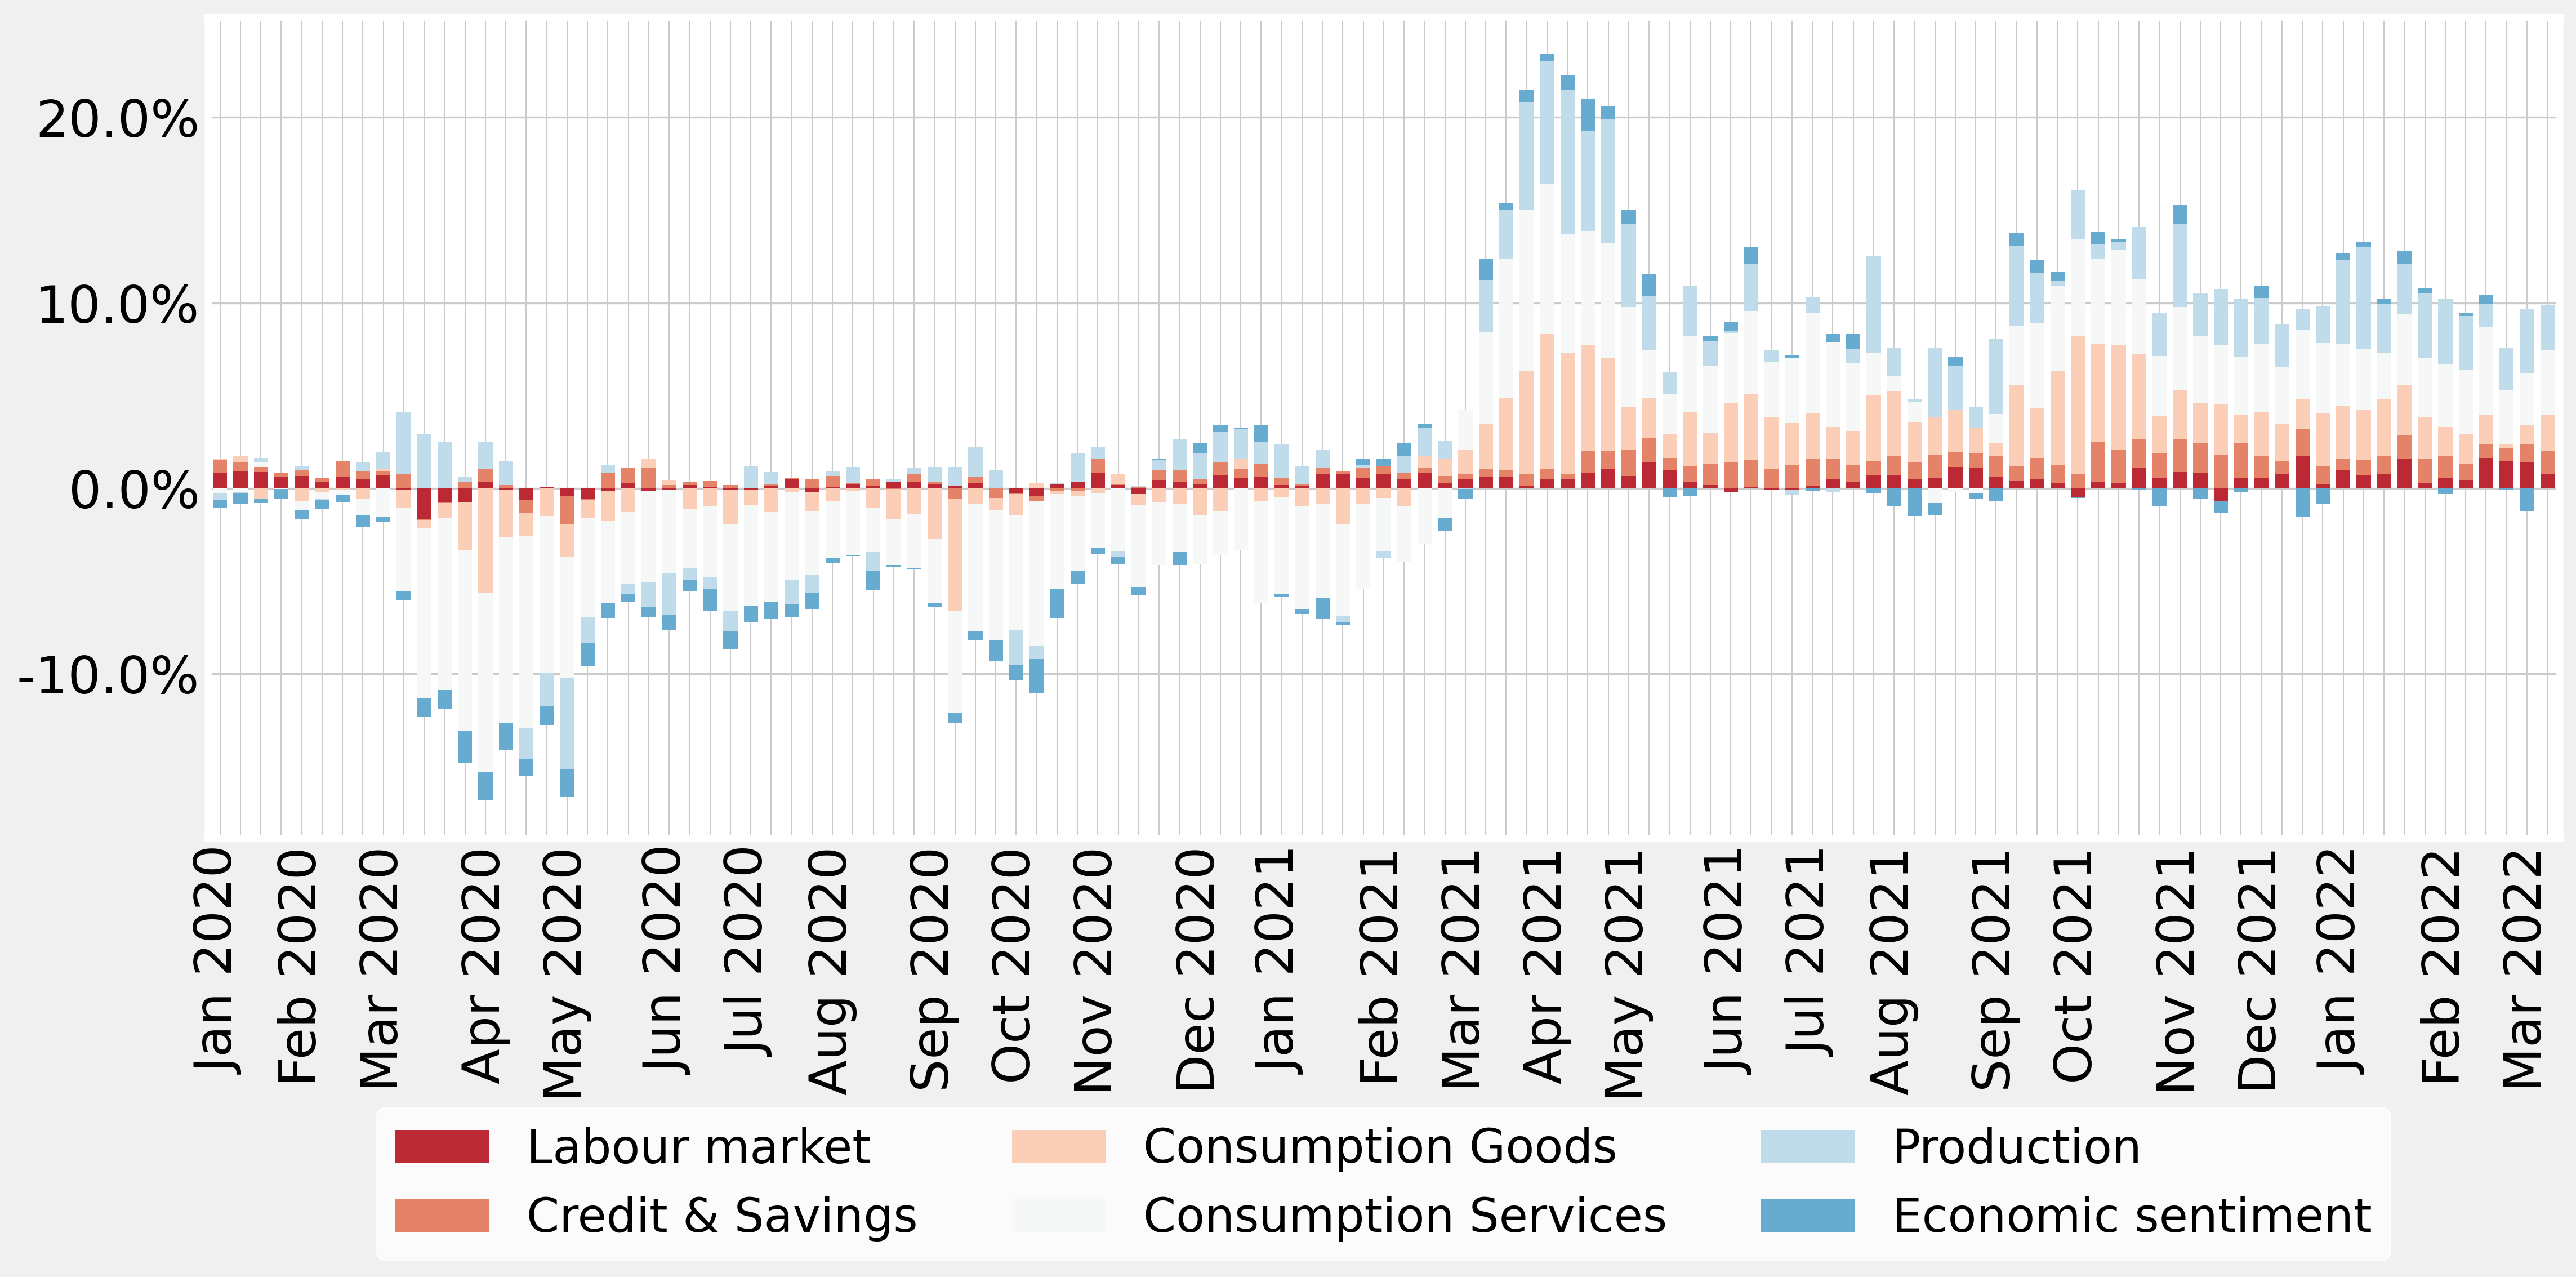 20.0%
10.0%
0.0%
-10.0%
Jan 2020
Feb 2020
Mar 2020
Apr 2020
May 2020
Jun 2020
Jul 2020
Aug 2020
Sep 2020
Oct 2020
Nov 2020
Dec 2020
Jan 2021
Feb 2021
Mar 2021
Apr 2021
May 2021
Jun 2021
Jul 2021
Aug 2021
Sep 2021
Oct 2021
Nov 2021
Dec 2021
Jan 2022
Feb 2022
Mar 2022
Labour market
Credit & Savings
Consumption Goods
Consumption Services
Production
Economic sentiment